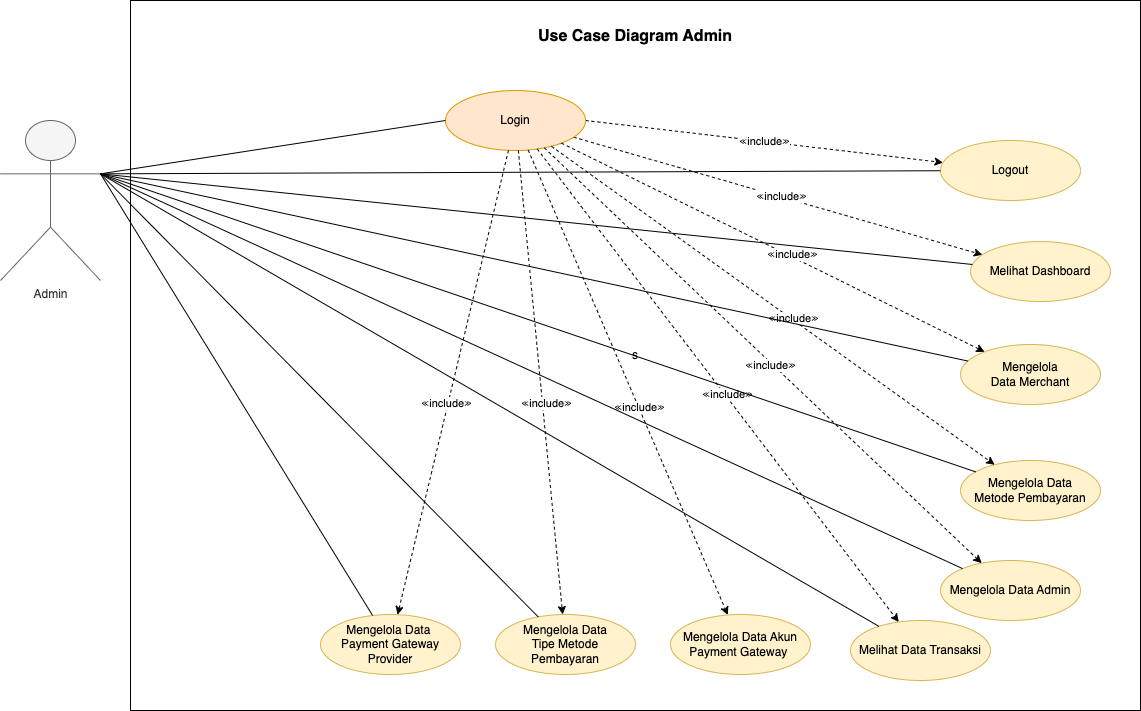 Use Case Diagram Admin
Login
«include»
Logout
«include»
Melihat Dashboard
«include»
Admin
«include»
s
Mengelola
Data Merchant
«include»
«include»
«include»
«include»
«include»
Mengelola Data
Metode Pembayaran
Mengelola Data Admin
Mengelola Data
Payment Gateway
Provider
Mengelola Data
Tipe Metode
Pembayaran
Mengelola Data Akun
Payment Gateway
Melihat Data Transaksi